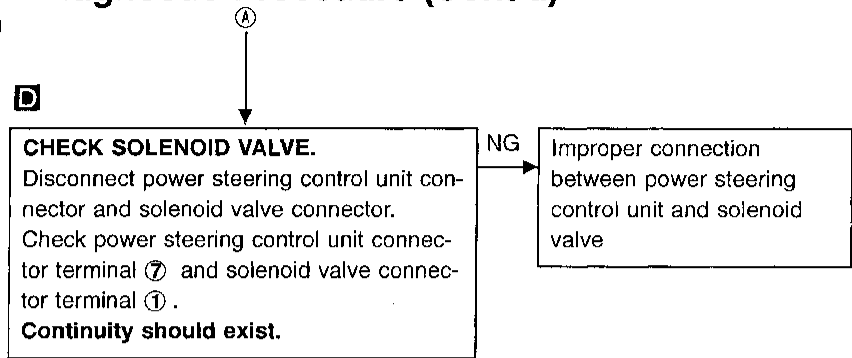 Ⓐ
D
CHECK SOLENOID VALVE.
Disconnect power steering control unit con-
nector and solenoid valve connector.
Check power steering control unit connec-
tor terminal ⑦ and solenoid valve connec-
tor terminal ① .
Continuity should exist.
NG
Improper connection
between power steering
control unit and solenoid
valve